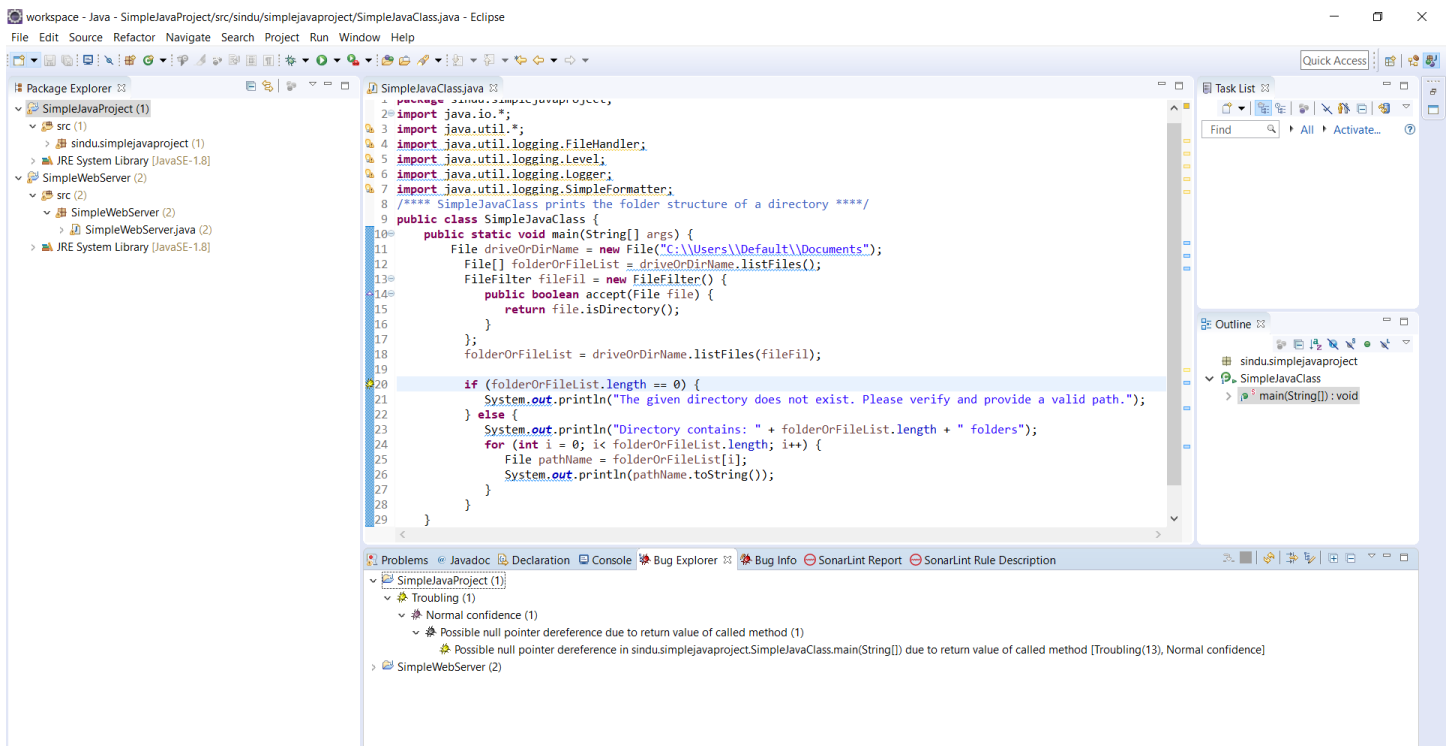 workspace - Java - SimpleJavaProject/src/sindu/simplejavaproject/SimpleJavaClass.java - Eclipse
File Edit Source Refactor Navigate Search Project Run Window Help
Quick Access
Package Explorer
SimpleJavaProject (1)
src (1)
sindu.simplejavaproject (1)
JRE System Library [JavaSE-1.8]
SimpleWebServer (2)
src (2)
SimpleWebServer (2)
SimpleWebServer.java (2)
JRE System Library [JavaSE-1.8]
SimpleJavaClass.java
1 package sindu.simplejavaproject;
2 import java.io.*;
3 import java.util.*;
4 import java.util.logging.FileHandler;
5 import java.util.logging.Level;
6 import java.util.logging.Logger;
7 import java.util.logging.SimpleFormatter;
8 /**** SimpleJavaClass prints the folder structure of a directory ****/
9 public class SimpleJavaClass {
10 public static void main(String[] args) {
11 File driveOrDirName = new File("C:\\Users\\Default\\Documents");
12 File[] folderOrFileList = driveOrDirName.listFiles();
13 FileFilter fileFil = new FileFilter() {
14 public boolean accept(File file) {
15 return file.isDirectory();
16 }
17 };
18 folderOrFileList = driveOrDirName.listFiles(fileFil);
19
20 if (folderOrFileList.length == 0) {
21 System.out.println("The given directory does not exist. Please verify and provide a valid path.");
22 } else {
23 System.out.println("Directory contains: " + folderOrFileList.length + " folders");
24 for (int i = 0; i< folderOrFileList.length; i++) {
25 File pathName = folderOrFileList[i];
26 System.out.println(pathName.toString());
27 }
28 }
29 }
Task List
Find All Activate...
Outline
sindu.simplejavaproject
SimpleJavaClass
main(String[]) : void
Problems Javadoc Declaration Console Bug Explorer Bug Info SonarLint Report SonarLint Rule Description
SimpleJavaProject (1)
Troubling (1)
Normal confidence (1)
Possible null pointer dereference due to return value of called method (1)
Possible null pointer dereference in sindu.simplejavaproject.SimpleJavaClass.main(String[]) due to return value of called method [Troubling(13), Normal confidence]
SimpleWebServer (2)